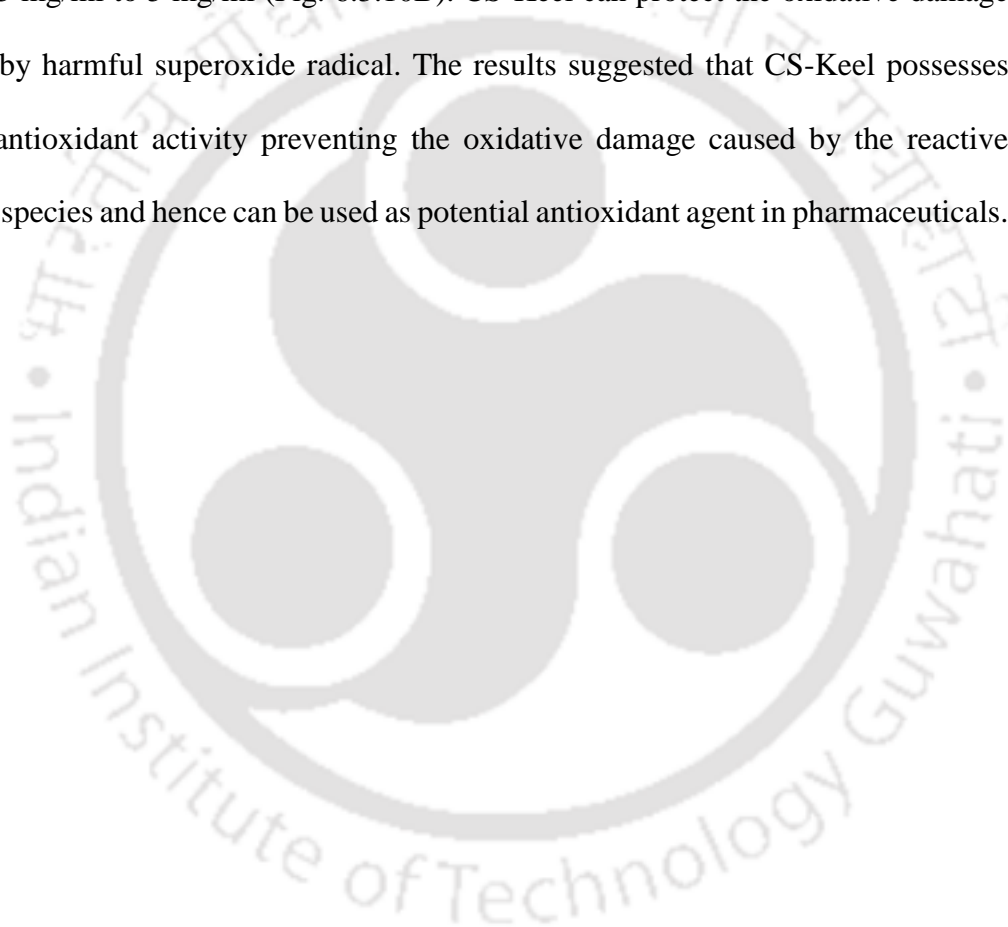 by harmful superoxide radical. The results suggested that CS-Keel possesses
antioxidant activity preventing the oxidative damage caused by the reactive
species and hence can be used as potential antioxidant agent in pharmaceuticals.
Indian Institute of Technology Guwahati